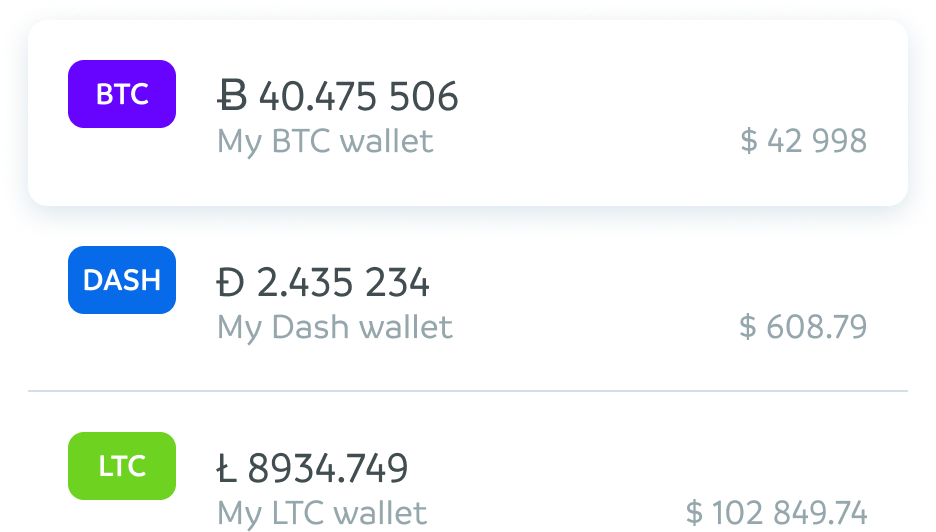 BTC Ƀ 40.475 506
My BTC wallet $ 42 998
DASH Đ 2.435 234
My Dash wallet $ 608.79
LTC Ł 8934.749
My LTC wallet $ 102 849.74